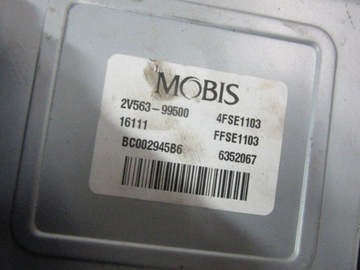 MOBIS
2V563-99500 4FSE1103
16111 FFSE1103
BC002945B6 6352067